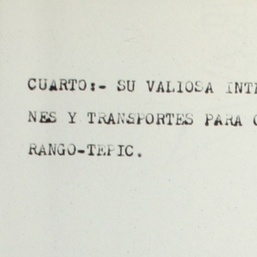 CUARTO:- SU VALIOSA INT
NES Y TRANSPORTES PARA
RANGO-TEPIC.